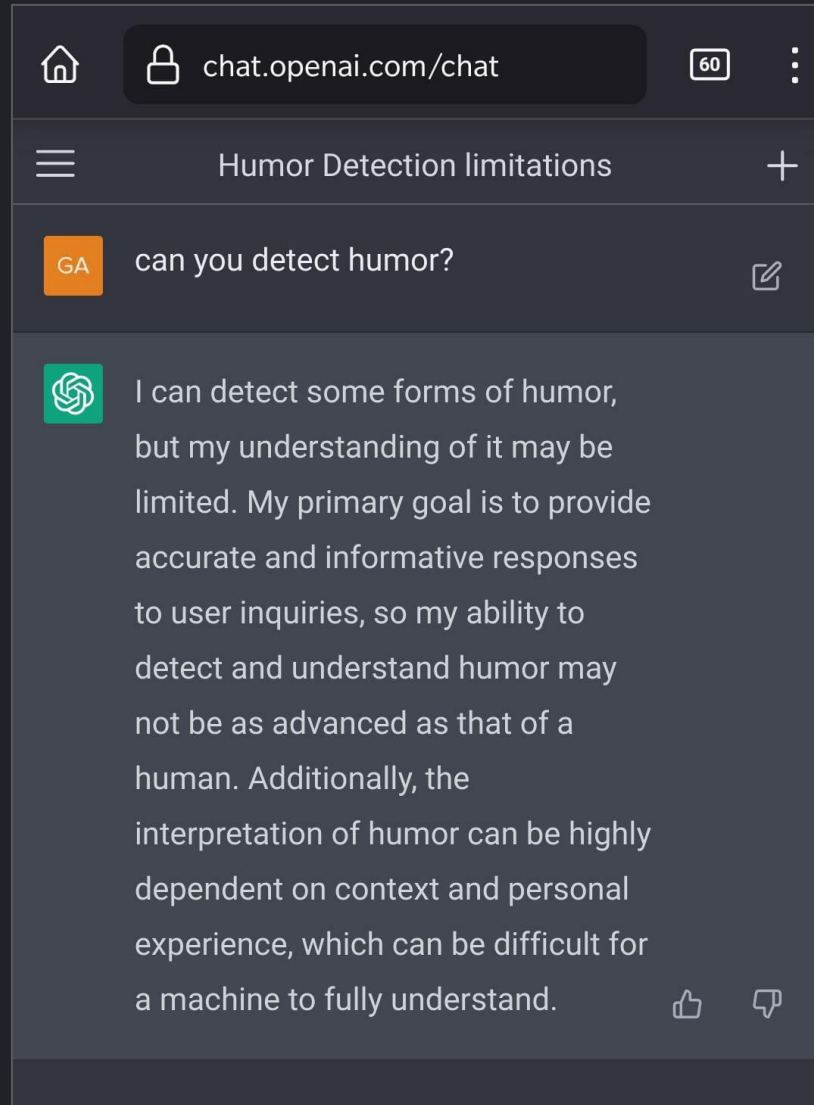 chat.openai.com/chat
60
Humor Detection limitations
GA
can you detect humor?
I can detect some forms of humor,
but my understanding of it may be
limited. My primary goal is to provide
accurate and informative responses
to user inquiries, so my ability to
detect and understand humor may
not be as advanced as that of a
human. Additionally, the
interpretation of humor can be highly
dependent on context and personal
experience, which can be difficult for
a machine to fully understand.